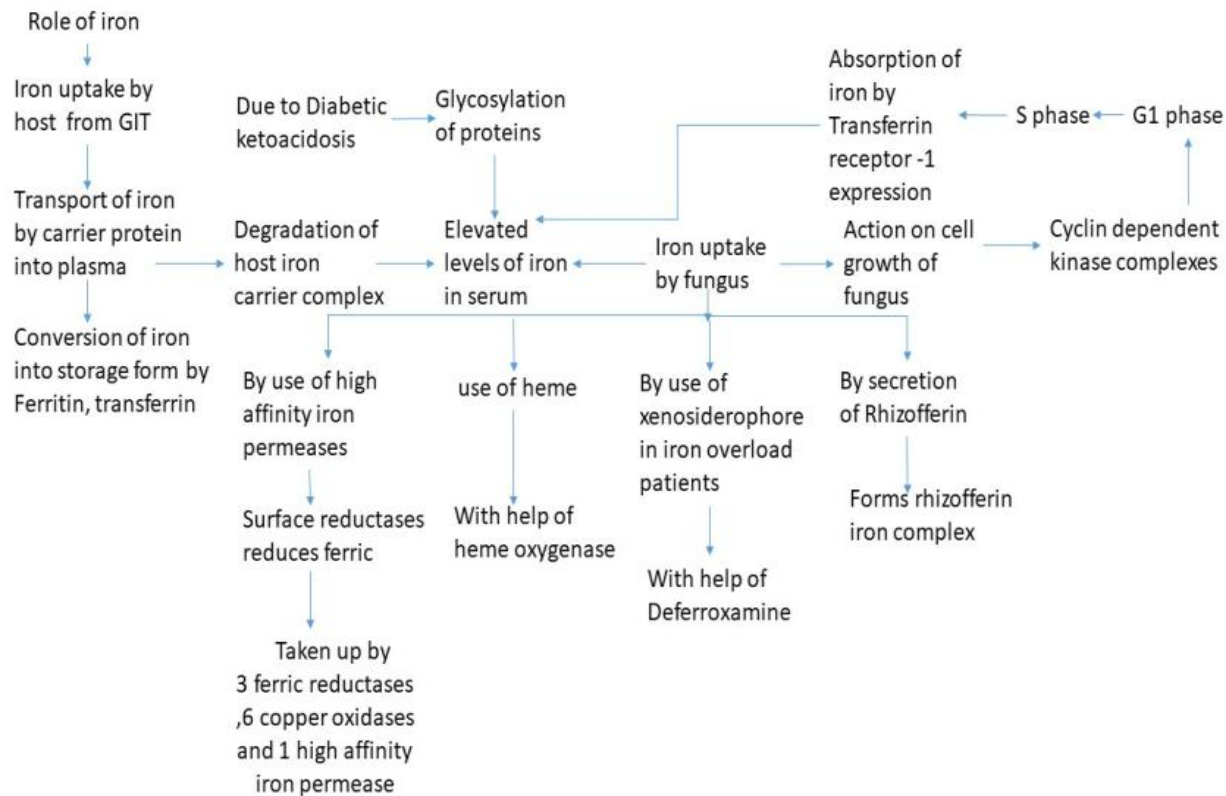 Role of iron
Iron uptake by
host from GIT
Transport of iron
by carrier protein
into plasma
Conversion of iron
into storage form by
Ferritin, transferrin
Due to Diabetic
ketoacidosis
Glycosylation
of proteins
Degradation of
host iron
carrier complex
Elevated
levels of iron
in serum
Iron uptake
by fungus
Absorption of
iron by
Transferrin
receptor -1
expression
S phase
G1 phase
Action on cell
growth of
fungus
Cyclin dependent
kinase complexes
By use of high
affinity iron
permeases
Surface reductases
reduces ferric
Taken up by
3 ferric reductases
,6 copper oxidases
and 1 high affinity
iron permease
use of heme
With help of
heme oxygenase
By use of
xenosiderophore
in iron overload
patients
With help of
Deferroxamine
By secretion
of Rhizofferin
Forms rhizofferin
iron complex